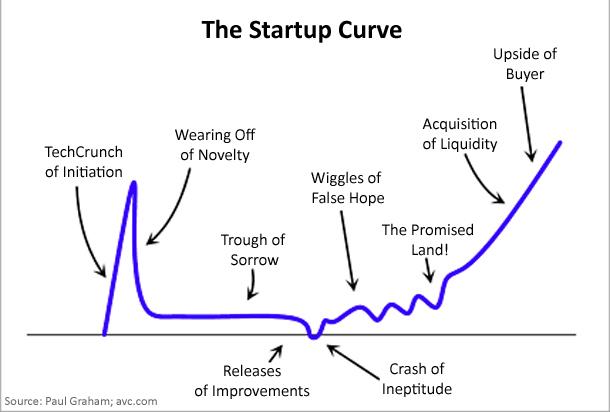 The Startup Curve
Upside of
Buyer
Acquisition
of Liquidity
Wearing Off
of Novelty
TechCrunch
of Initiation
Wiggles of
False Hope
The Promised
Land!
Trough of
Sorrow
Releases
of Improvements
Crash of
Ineptitude
Source: Paul Graham; avc.com